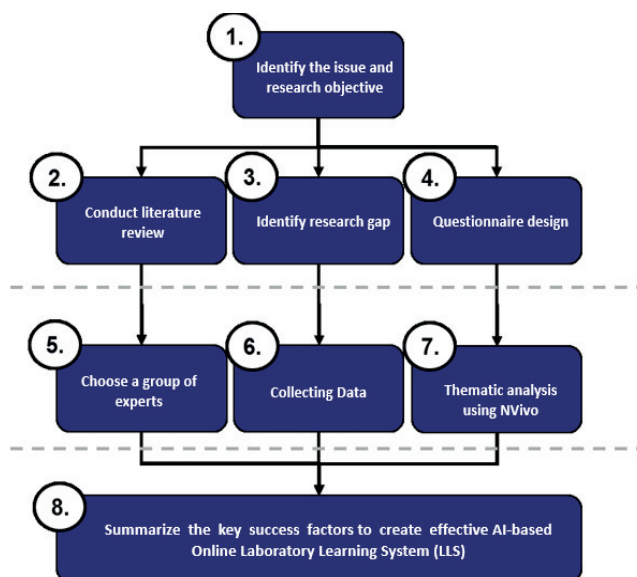 1.
Identify the issue and
research objective
2.
Conduct literature
review
3.
Identify research gap
4.
Questionnaire design
5.
Choose a group of
experts
6.
Collecting Data
7.
Thematic analysis
using NVivo
8.
Summarize the key success factors to create effective AI-based
Online Laboratory Learning System (LLS)